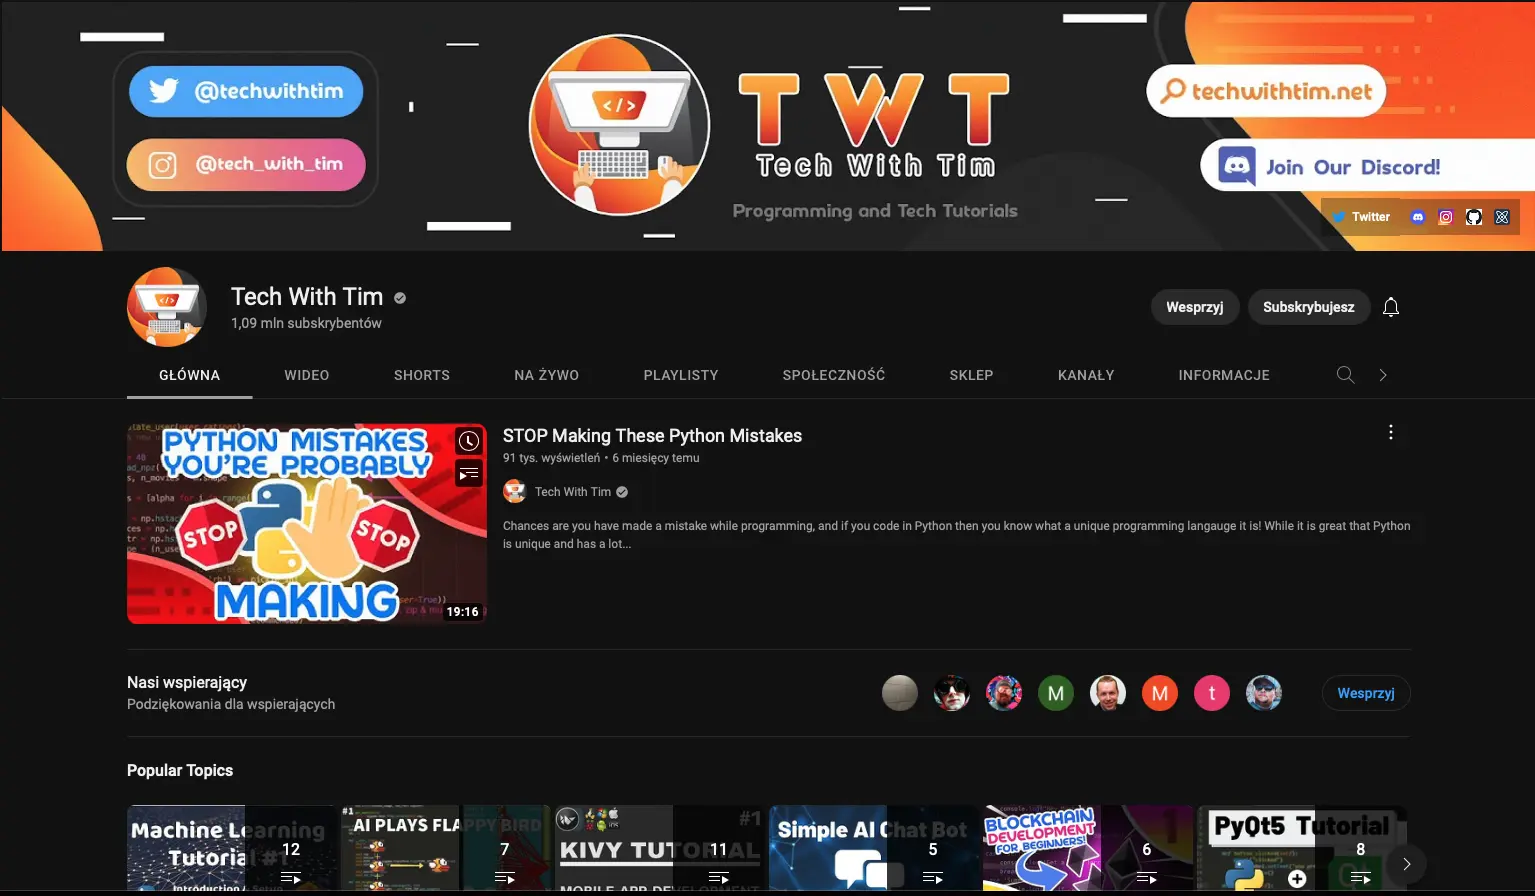 @techwithtim
@tech_with_tim
</>
TWT
Tech With Tim
Programming and Tech Tutorials
techwithtim.net
Join Our Discord!
Twitter
Tech With Tim
1,09 mln subskrybentów
Wesprzyj
Subskrybujesz
GŁÓWNA
WIDEO
SHORTS
NA ŻYWO
PLAYLISTY
SPOŁECZNOŚĆ
SKLEP
KANAŁY
INFORMACJE
PYTHON MISTAKES
YOU'RE PROBABLY
STOP
STOP
MAKING
19:16
STOP Making These Python Mistakes
91 tys. wyświetleń • 6 miesięcy temu
Tech With Tim
Chances are you have made a mistake while programming, and if you code in Python then you know what a unique programming langauge it is! While it is great that Python
is unique and has a lot...
Nasi wspierający
Podziękowania dla wspierających
M
M
t
Wesprzyj
Popular Topics
Machine Learning
Tutorial #1
12
#1
AI PLAYS FLAPPY BIRD
7
#1
KIVY TUTORIAL
MOBILE APP DEVELOPMENT
11
Simple AI Chat Bot
5
BLOCKCHAIN
DEVELOPMENT
FOR BEGINNERS!
6
PyQt5 Tutorial
8